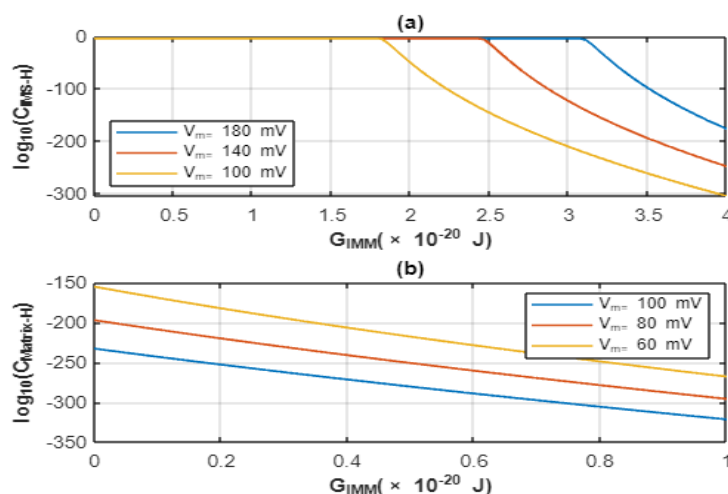 (a)
log10(CIMS-H)
0
-100
-200
-300
Vm= 180 mV
Vm= 140 mV
Vm= 100 mV
0 0.5 1 1.5 2 2.5 3 3.5 4
GIMM( × 10-20 J)
(b)
log10(CMatrix-H)
-150
-200
-250
-300
-350
Vm= 100 mV
Vm= 80 mV
Vm= 60 mV
0 0.2 0.4 0.6 0.8 1
GIMM( × 10-20 J)